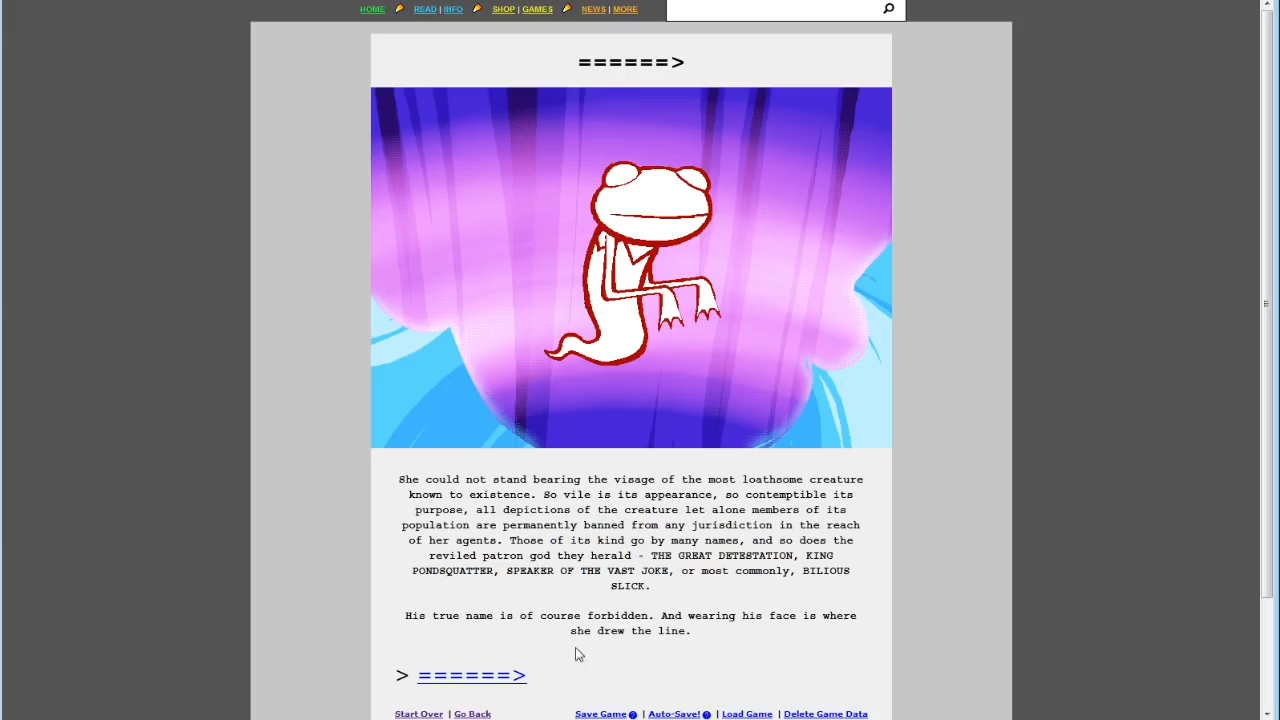 HOME READ | INFO SHOP | GAMES NEWS | MORE
======>
She could not stand bearing the visage of the most loathsome creature
known to existence. So vile is its appearance, so contemptible its
purpose, all depictions of the creature let alone members of its
population are permanently banned from any jurisdiction in the reach
of her agents. Those of its kind go by many names, and so does the
reviled patron god they herald - THE GREAT DETESTATION, KING
PONDSQUATTER, SPEAKER OF THE VAST JOKE, or most commonly, BILIOUS
SLICK.
His true name is of course forbidden. And wearing his face is where
she drew the line.
> ======>
Start Over | Go Back Save Game ? | Auto-Save! ? | Load Game | Delete Game Data